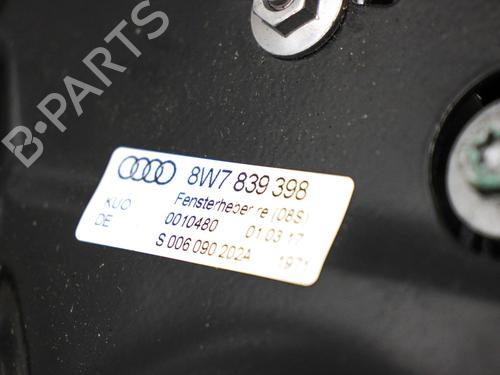 B-PARTS
8W7 839 398
Fensterheber re (08S)
KUO 0010480 01.03.17
DE
S 006 090 202A 1971